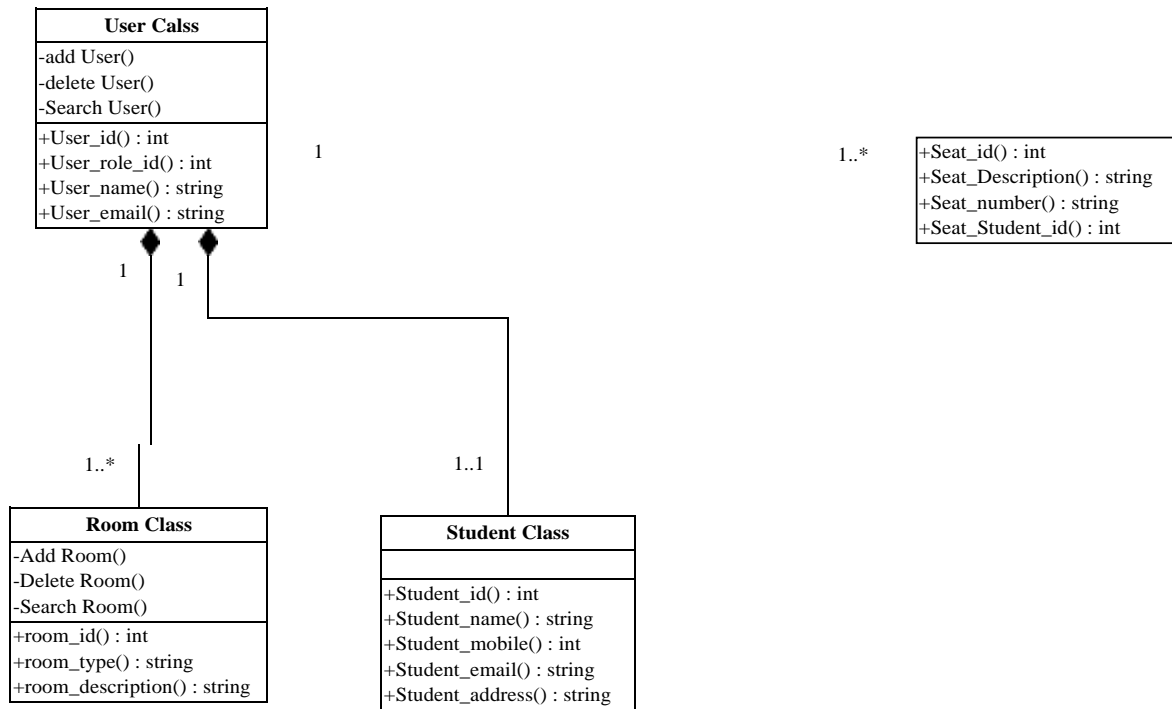 User Calss
-add User()
-delete User()
-Search User()
+User_id() : int
+User_role_id() : int
+User_name() : string
+User_email() : string
1
1..*
+Seat_id() : int
+Seat_Description() : string
+Seat_number() : string
+Seat_Student_id() : int
1
1
1..*
1..1
Room Class
-Add Room()
-Delete Room()
-Search Room()
+room_id() : int
+room_type() : string
+room_description() : string
Student Class
+Student_id() : int
+Student_name() : string
+Student_mobile() : int
+Student_email() : string
+Student_address() : string